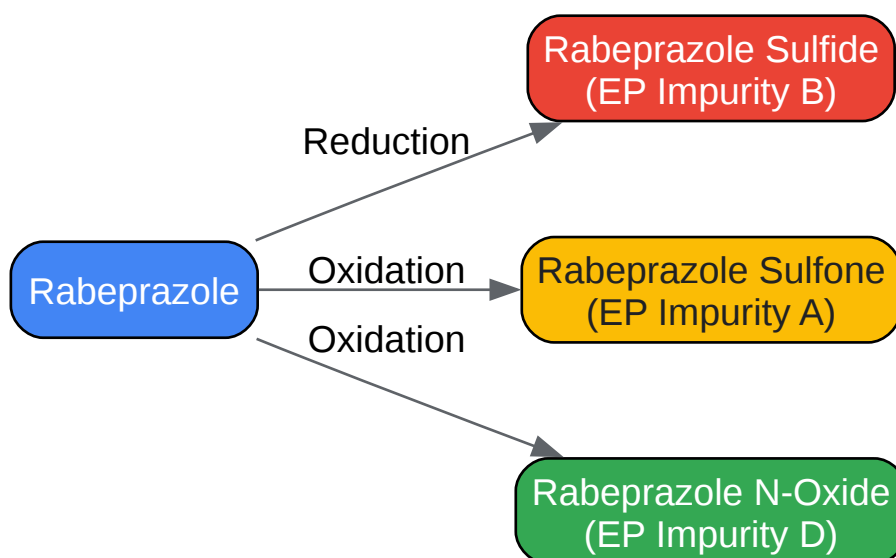 Rabeprazole Sulfide
(EP Impurity B)
Reduction
Rabeprazole
Oxidation
Rabeprazole Sulfone
(EP Impurity A)
Oxidation
Rabeprazole N-Oxide
(EP Impurity D)